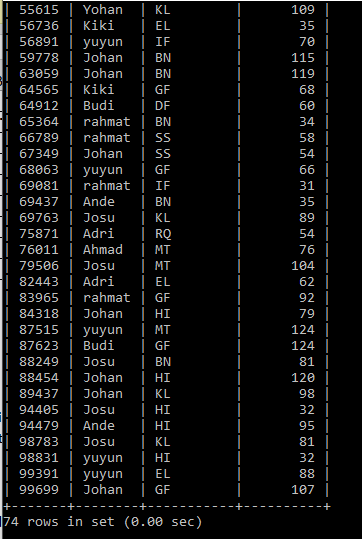 | 55615 | Yohan | KL | 109 |
| 56736 | Kiki | EL | 35 |
| 56891 | yuyun | IF | 70 |
| 59778 | Johan | BN | 115 |
| 63059 | Johan | BN | 119 |
| 64565 | Kiki | GF | 68 |
| 64912 | Budi | DF | 60 |
| 65364 | rahmat | BN | 34 |
| 66789 | rahmat | SS | 58 |
| 67349 | Johan | SS | 54 |
| 68063 | yuyun | GF | 66 |
| 69081 | rahmat | IF | 31 |
| 69437 | Ande | BN | 35 |
| 69763 | Josu | KL | 89 |
| 75871 | Adri | RQ | 54 |
| 76011 | Ahmad | MT | 76 |
| 79506 | Josu | MT | 104 |
| 82443 | Adri | EL | 62 |
| 83965 | rahmat | GF | 92 |
| 84318 | Johan | HI | 79 |
| 87515 | yuyun | MT | 124 |
| 87623 | Budi | GF | 124 |
| 88249 | Josu | BN | 81 |
| 88454 | Johan | HI | 120 |
| 89437 | Johan | KL | 98 |
| 94405 | Josu | HI | 32 |
| 94479 | Ande | HI | 95 |
| 98783 | Josu | KL | 81 |
| 98831 | yuyun | HI | 32 |
| 99391 | yuyun | EL | 88 |
| 99699 | Johan | GF | 107 |
+-------+--------+-----------+----------+
74 rows in set (0.00 sec)